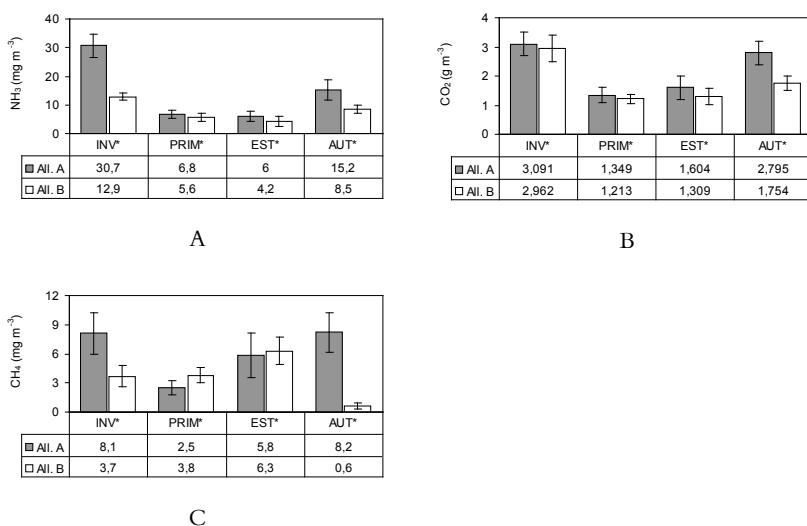 NH₃ (mg m⁻³)
40
30
20
10
0
INV* PRIM* EST* AUT*
All. A 30,7 6,8 6 15,2
All. B 12,9 5,6 4,2 8,5
A
CO₂ (g m⁻³)
4
3
2
1
0
INV* PRIM* EST* AUT*
All. A 3,091 1,349 1,604 2,795
All. B 2,962 1,213 1,309 1,754
B
CH₄ (mg m⁻³)
12
9
6
3
0
INV* PRIM* EST* AUT*
All. A 8,1 2,5 5,8 8,2
All. B 3,7 3,8 6,3 0,6
C